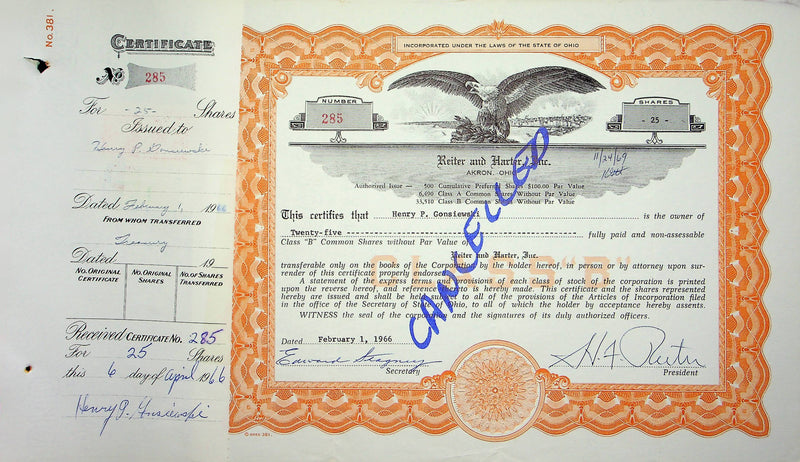 No. 381.
CERTIFICATE
No 285
For -25- Shares
Issued to
Henry P. Gonsiewski
Dated February 1, 1966
FROM WHOM TRANSFERRED
Treasury
Dated 19
NO. ORIGINAL CERTIFICATE
NO. ORIGINAL SHARES
NO. OF SHARES TRANSFERRED
Received CERTIFICATE NO. 285
For 25 Shares
this 6 day of April 1966
Henry P. Gonsiewski
INCORPORATED UNDER THE LAWS OF THE STATE OF OHIO
NUMBER
285
SHARES
- 25 -
Reiter and Harter, Inc.
AKRON, OHIO
11/24/69
Authorized Issue — 500 Cumulative Preferred Shares $100.00 Par Value
6,490 Class A Common Shares Without Par Value
33,510 Class B Common Shares Without Par Value
This certifies that Henry P. Gonsiewski is the owner of
Twenty-five fully paid and non-assessable
Class "B" Common Shares without Par Value of
Reiter and Harter, Inc.
transferable only on the books of the Corporation by the holder hereof, in person or by attorney upon sur-
render of this certificate properly endorsed.
A statement of the express terms and provisions of each class of stock of the corporation is printed
upon the reverse hereof, and reference thereto is hereby made. This certificate and the shares represented
hereby are issued and shall be held subject to all of the provisions of the Articles of Incorporation filed
in the office of the Secretary of State of Ohio, to all of which the holder by acceptance hereby assents.
WITNESS the seal of the corporation and the signatures of its duly authorized officers.
CLASS "B"
CANCELLED
Dated February 1, 1966
Edward
Secretary
H. F. Reiter
President
© GOES 381